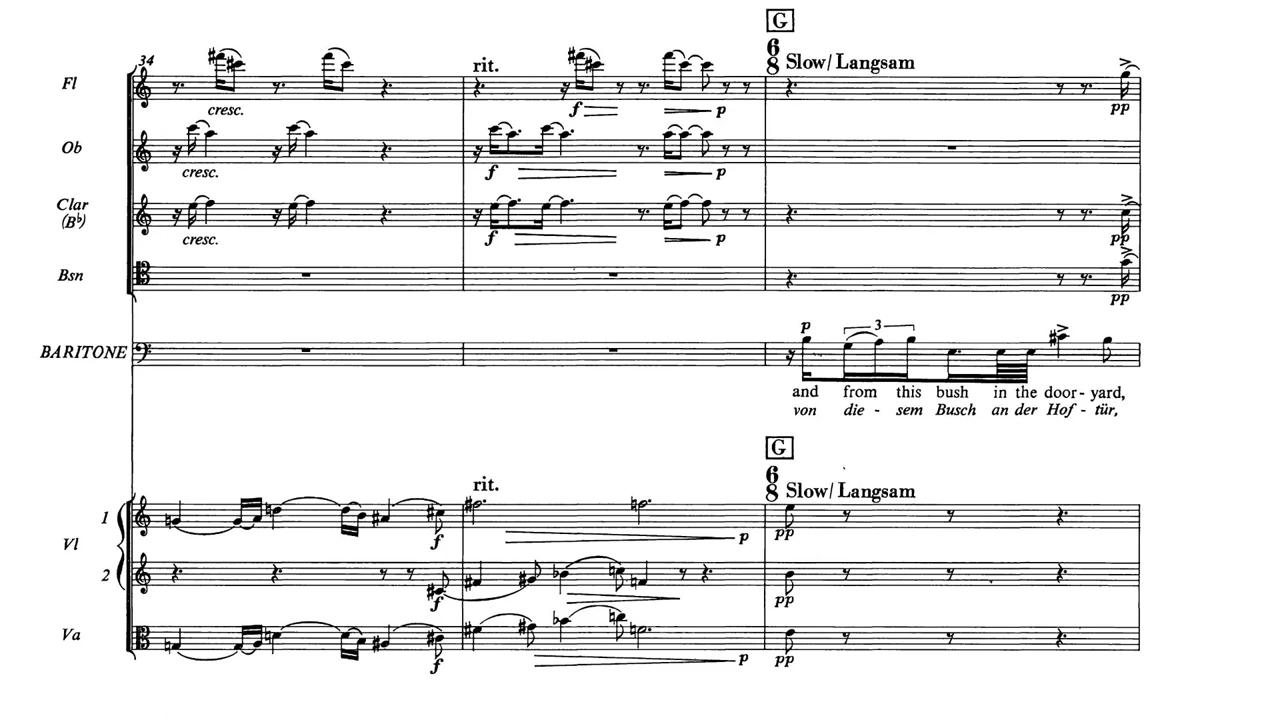 G
6
8 Slow/Langsam
34
rit.
Fl
cresc.
f
p
pp
Ob
cresc.
f
p
Clar
(B♭)
cresc.
f
p
pp
Bsn
pp
p
3
BARITONE
and from this bush in the door-yard,
von die-sem Busch an der Hof-tür,
G
6
8 Slow/Langsam
rit.
1
f
p
pp
Vl
2
f
pp
Va
f
p
pp